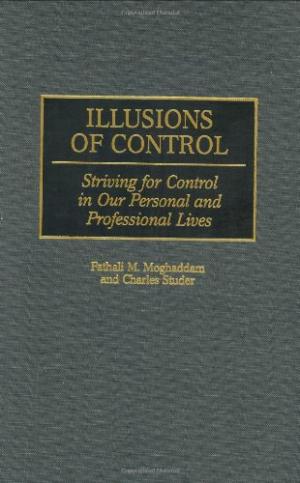 ILLUSIONS
OF CONTROL
Striving for Control
in Our Personal and
Professional Lives
Fathali M. Moghaddam
and Charles Studer